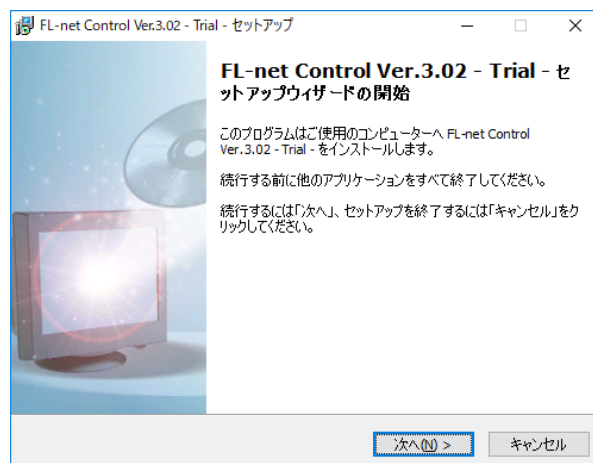 FL-net Control Ver.3.02 - Trial - セットアップ
FL-net Control Ver.3.02 - Trial - セ
ットアップウィザードの開始
このプログラムはご使用のコンピューターへ FL-net Control
Ver.3.02 - Trial - をインストールします。
続行する前に他のアプリケーションをすべて終了してください。
続行するには「次へ」、セットアップを終了するには「キャンセル」をク
リックしてください。
次へ(N) >
キャンセル